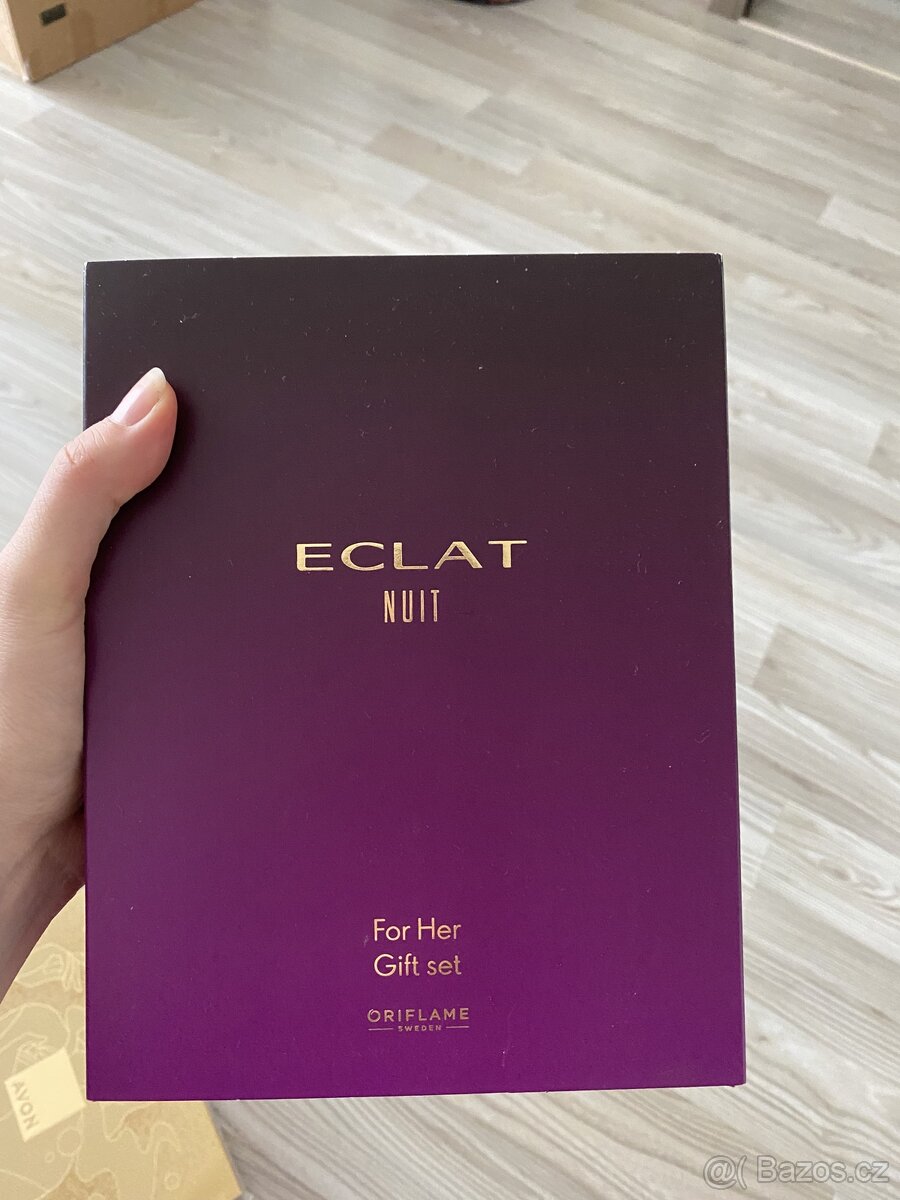 ECLAT
NUIT
For Her
Gift set
ORIFLAME
SWEDEN
AVON
@( Bazos.cz